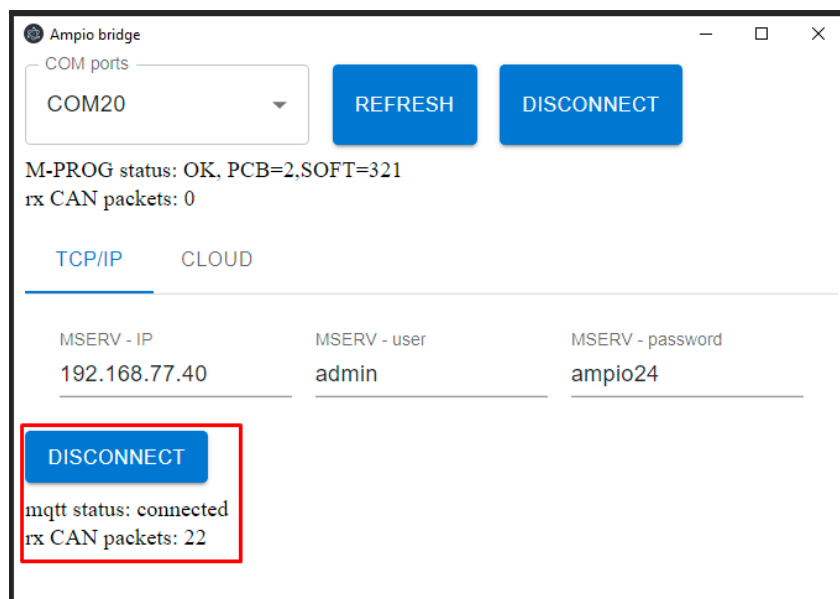 Ampio bridge
COM ports
COM20
REFRESH
DISCONNECT
M-PROG status: OK, PCB=2,SOFT=321
rx CAN packets: 0
TCP/IP
CLOUD
MSERV - IP
MSERV - user
MSERV - password
192.168.77.40
admin
ampio24
DISCONNECT
mqtt status: connected
rx CAN packets: 22